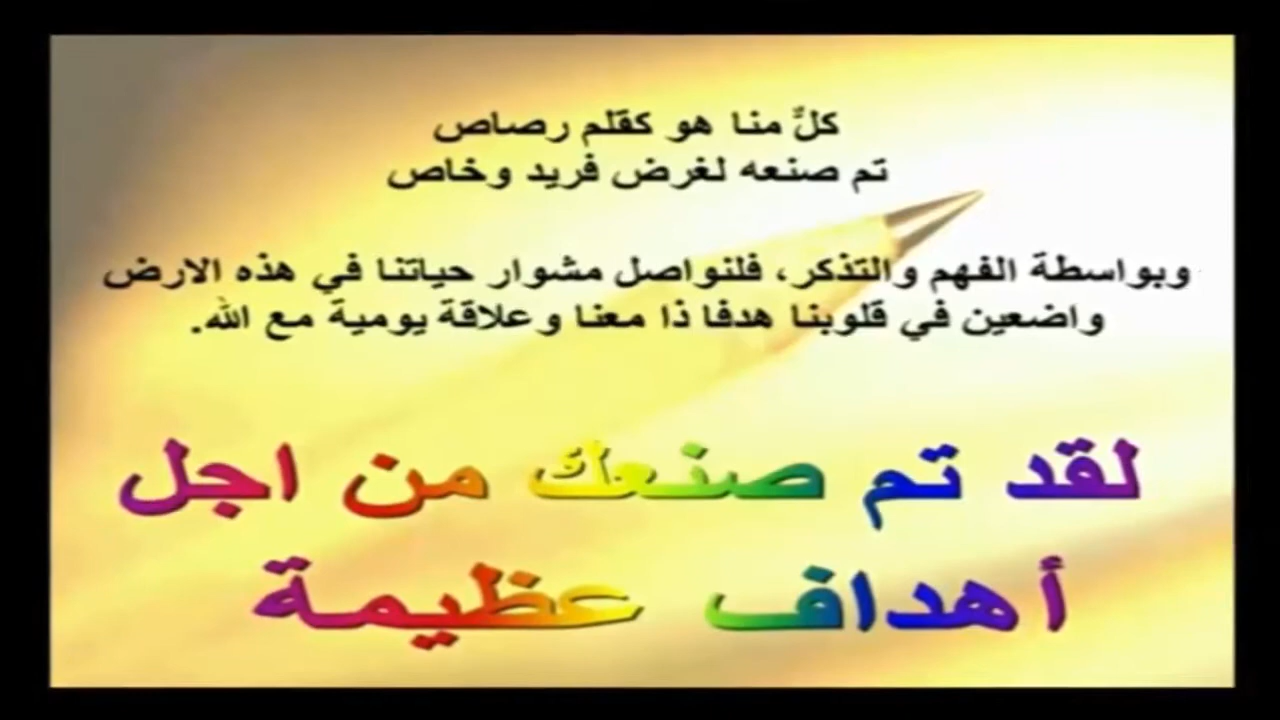 كلٌ منا هو كقلم رصاص
تم صنعه لغرض فريد وخاص
وبواسطة الفهم والتذكر، فلنواصل مشوار حياتنا في هذه الارض
واضعين في قلوبنا هدفا ذا معنا وعلاقة يومية مع الله.
لقد تم صنعك من اجل
أهداف عظيمة